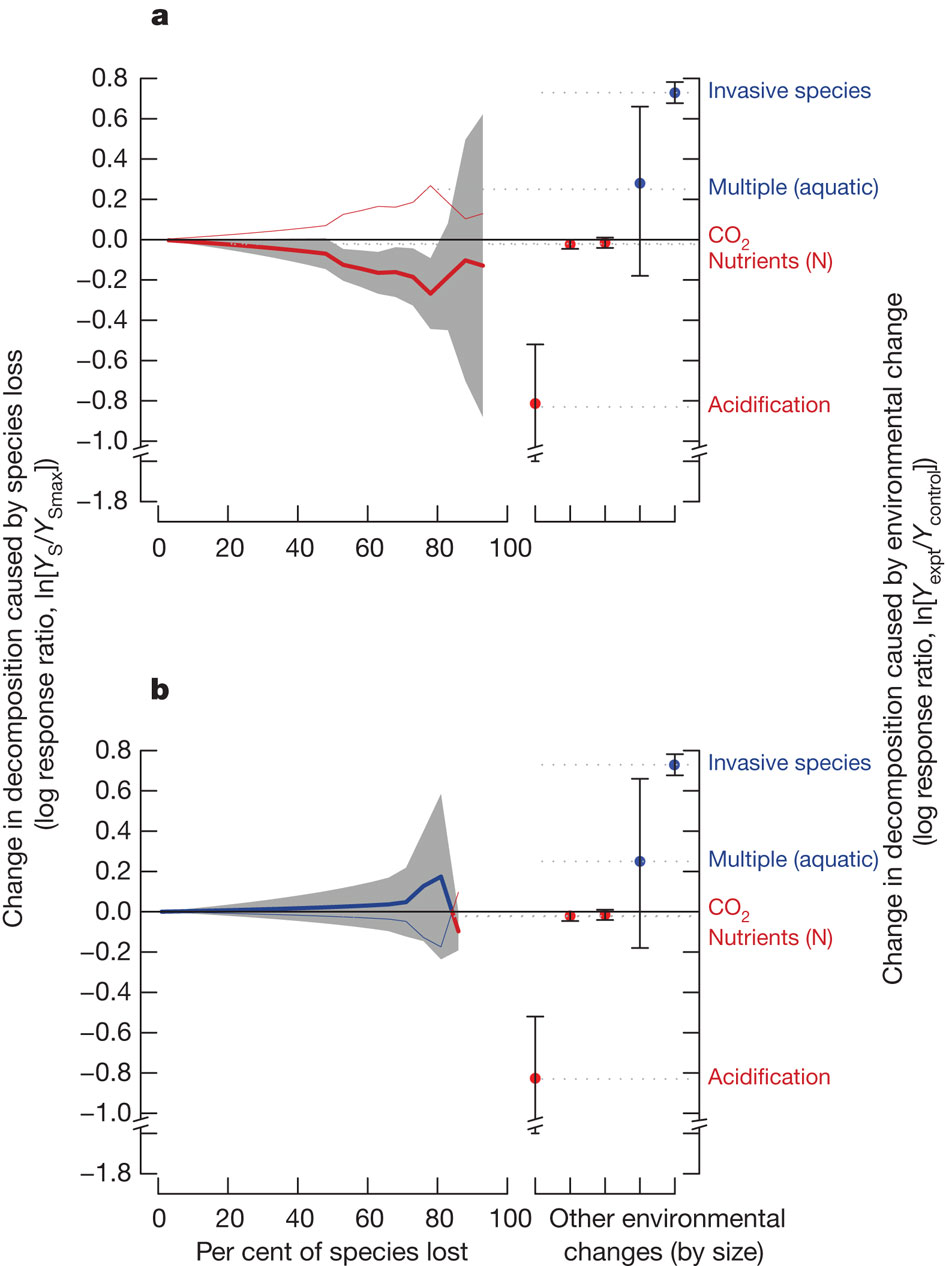 a
Change in decomposition caused by species loss
(log response ratio, ln[YS/YSmax])
0.8
0.6
0.4
0.2
0.0
−0.2
−0.4
−0.6
−0.8
−1.0
−1.8
0 20 40 60 80 100
Invasive species
Multiple (aquatic)
CO2
Nutrients (N)
Acidification
Change in decomposition caused by environmental change
(log response ratio, ln[Yexpt/Ycontrol])
b
0.8
0.6
0.4
0.2
0.0
−0.2
−0.4
−0.6
−0.8
−1.0
−1.8
Invasive species
Multiple (aquatic)
CO2
Nutrients (N)
Acidification
0 20 40 60 80 100
Per cent of species lost
Other environmental
changes (by size)